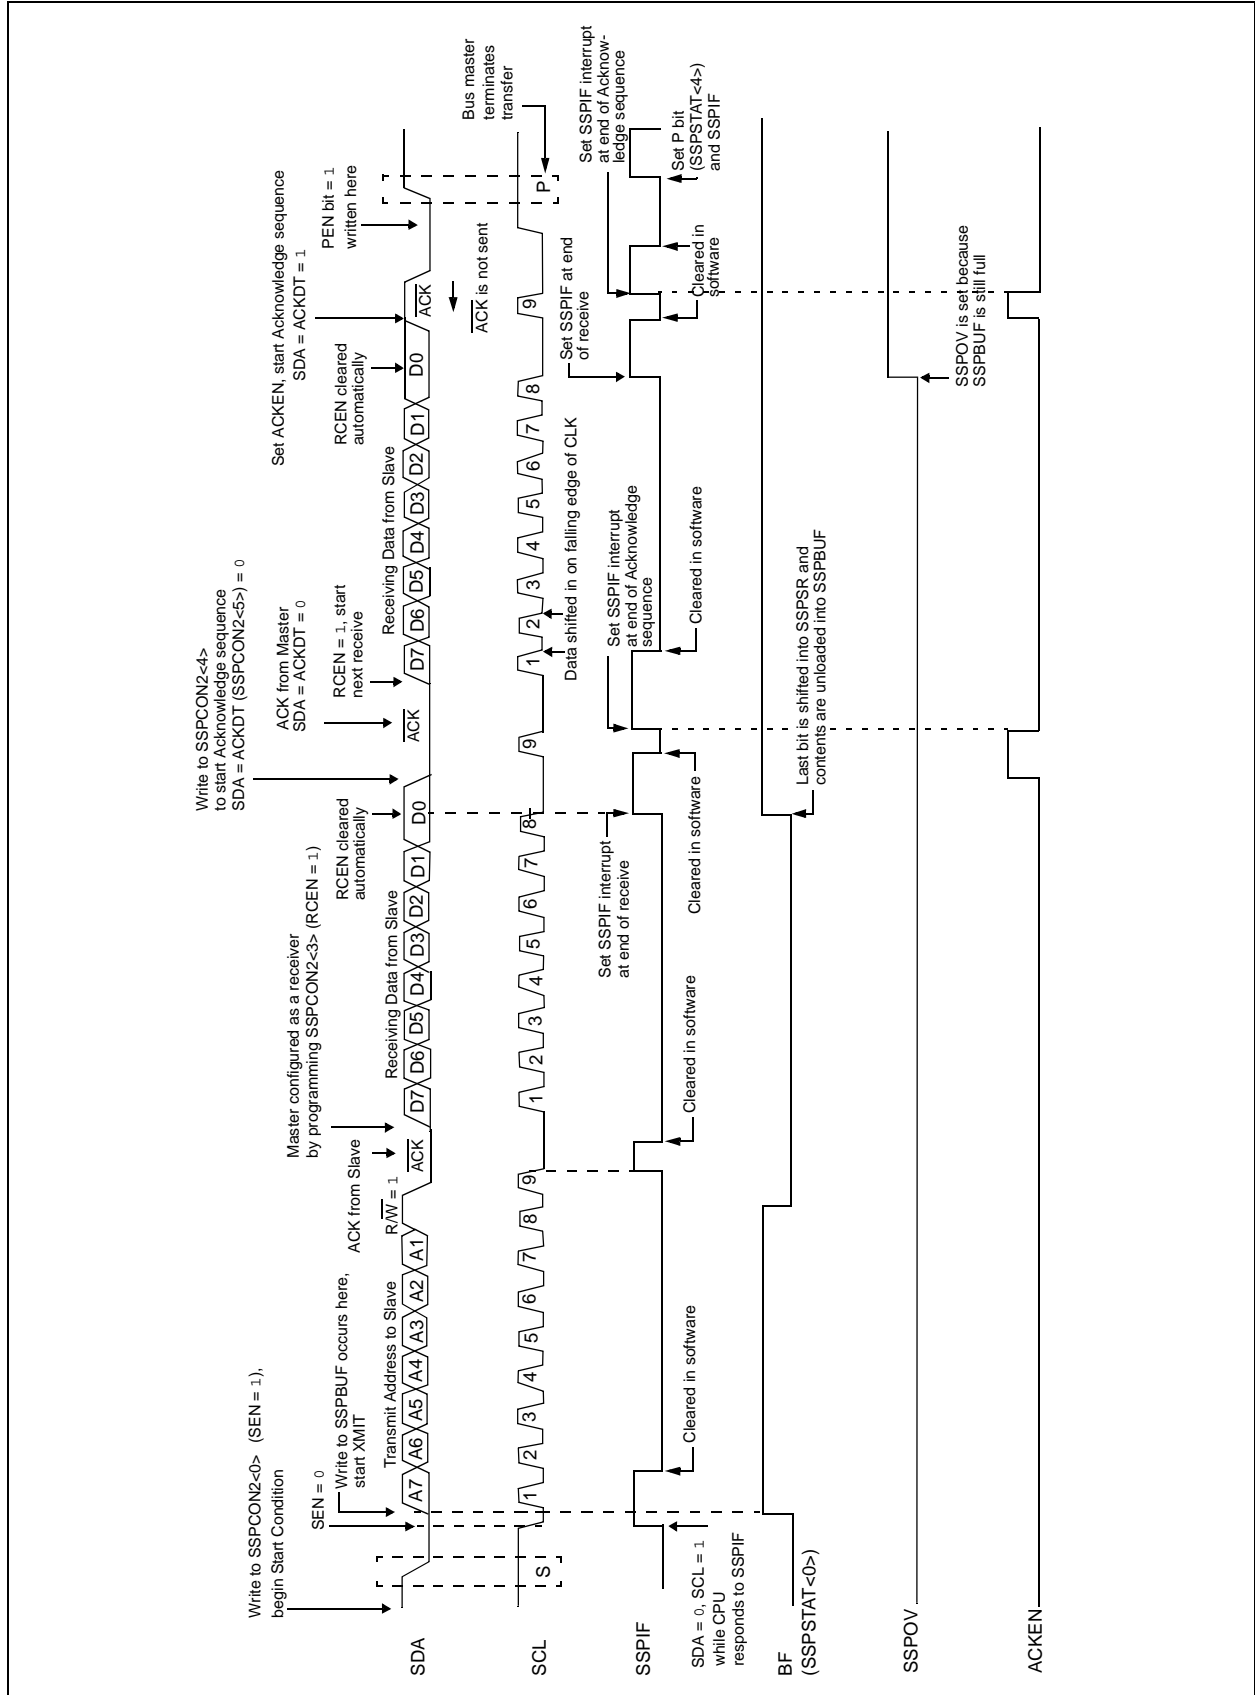 Write to SSPCON2<0> (SEN = 1),
begin Start Condition
SEN = 0
Write to SSPBUF occurs here,
start XMIT
Transmit Address to Slave
ACK from Slave
R/W = 1
Master configured as a receiver
by programming SSPCON2<3> (RCEN = 1)
Receiving Data from Slave
RCEN cleared
automatically
Write to SSPCON2<4>
to start Acknowledge sequence
SDA = ACKDT (SSPCON2<5>) = 0
ACK from Master
SDA = ACKDT = 0
RCEN = 1, start
next receive
Receiving Data from Slave
RCEN cleared
automatically
Set ACKEN, start Acknowledge sequence
SDA = ACKDT = 1
PEN bit = 1
written here
SDA
A7 A6 A5 A4 A3 A2 A1
ACK
D7 D6 D5 D4 D3 D2 D1 D0
ACK
D7 D6 D5 D4 D3 D2 D1 D0
ACK
ACK is not sent
Bus master
terminates
transfer
SCL
S
1 2 3 4 5 6 7 8 9
1 2 3 4 5 6 7 8 9
1 2 3 4 5 6 7 8 9
P
Data shifted in on falling edge of CLK
Set SSPIF interrupt
at end of receive
Set SSPIF interrupt
at end of Acknowledge
sequence
Set SSPIF at end
of receive
Set SSPIF interrupt
at end of Acknow-
ledge sequence
SSPIF
SDA = 0, SCL = 1
while CPU
responds to SSPIF
Cleared in software
Cleared in software
Cleared in software
Cleared in software
Cleared in
software
Set P bit
(SSPSTAT<4>)
and SSPIF
BF
(SSPSTAT<0>)
Last bit is shifted into SSPSR and
contents are unloaded into SSPBUF
SSPOV
SSPOV is set because
SSPBUF is still full
ACKEN